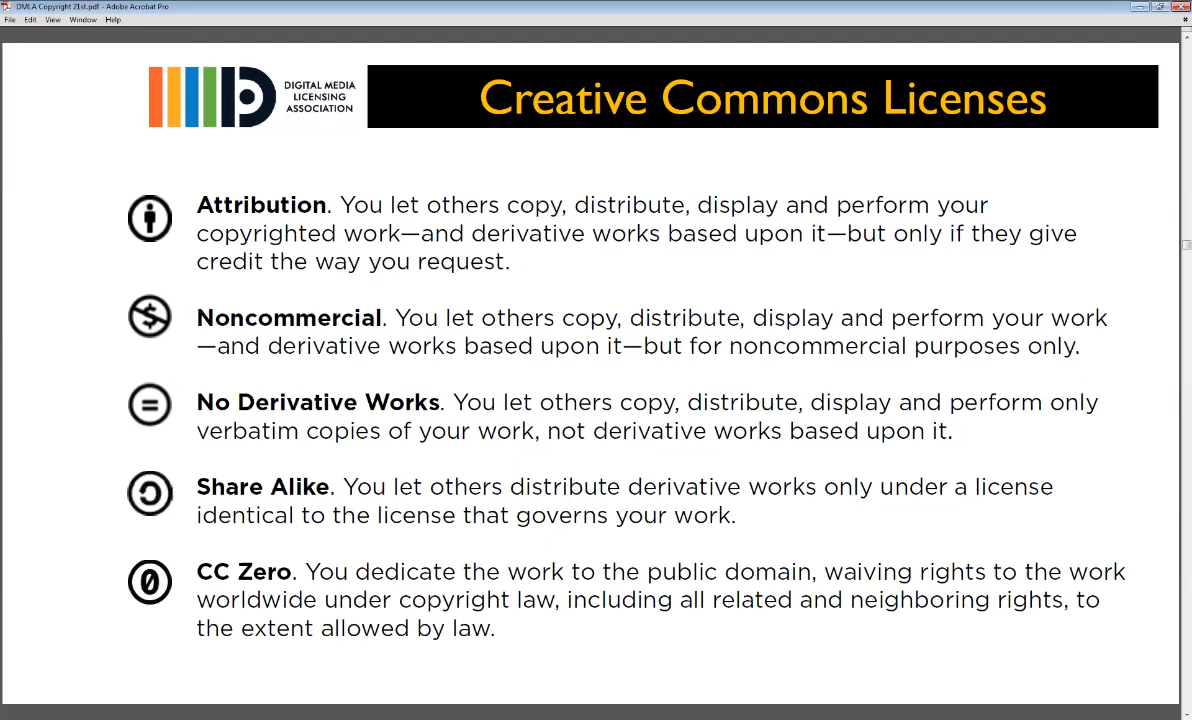 DMLA Copyright Z1st.pdf - Adobe Acrobat Pro
File Edit View Window Help
DIGITAL MEDIA
LICENSING
ASSOCIATION
Creative Commons Licenses
Attribution. You let others copy, distribute, display and perform your
copyrighted work—and derivative works based upon it—but only if they give
credit the way you request.
Noncommercial. You let others copy, distribute, display and perform your work
—and derivative works based upon it—but for noncommercial purposes only.
No Derivative Works. You let others copy, distribute, display and perform only
verbatim copies of your work, not derivative works based upon it.
Share Alike. You let others distribute derivative works only under a license
identical to the license that governs your work.
CC Zero. You dedicate the work to the public domain, waiving rights to the work
worldwide under copyright law, including all related and neighboring rights, to
the extent allowed by law.